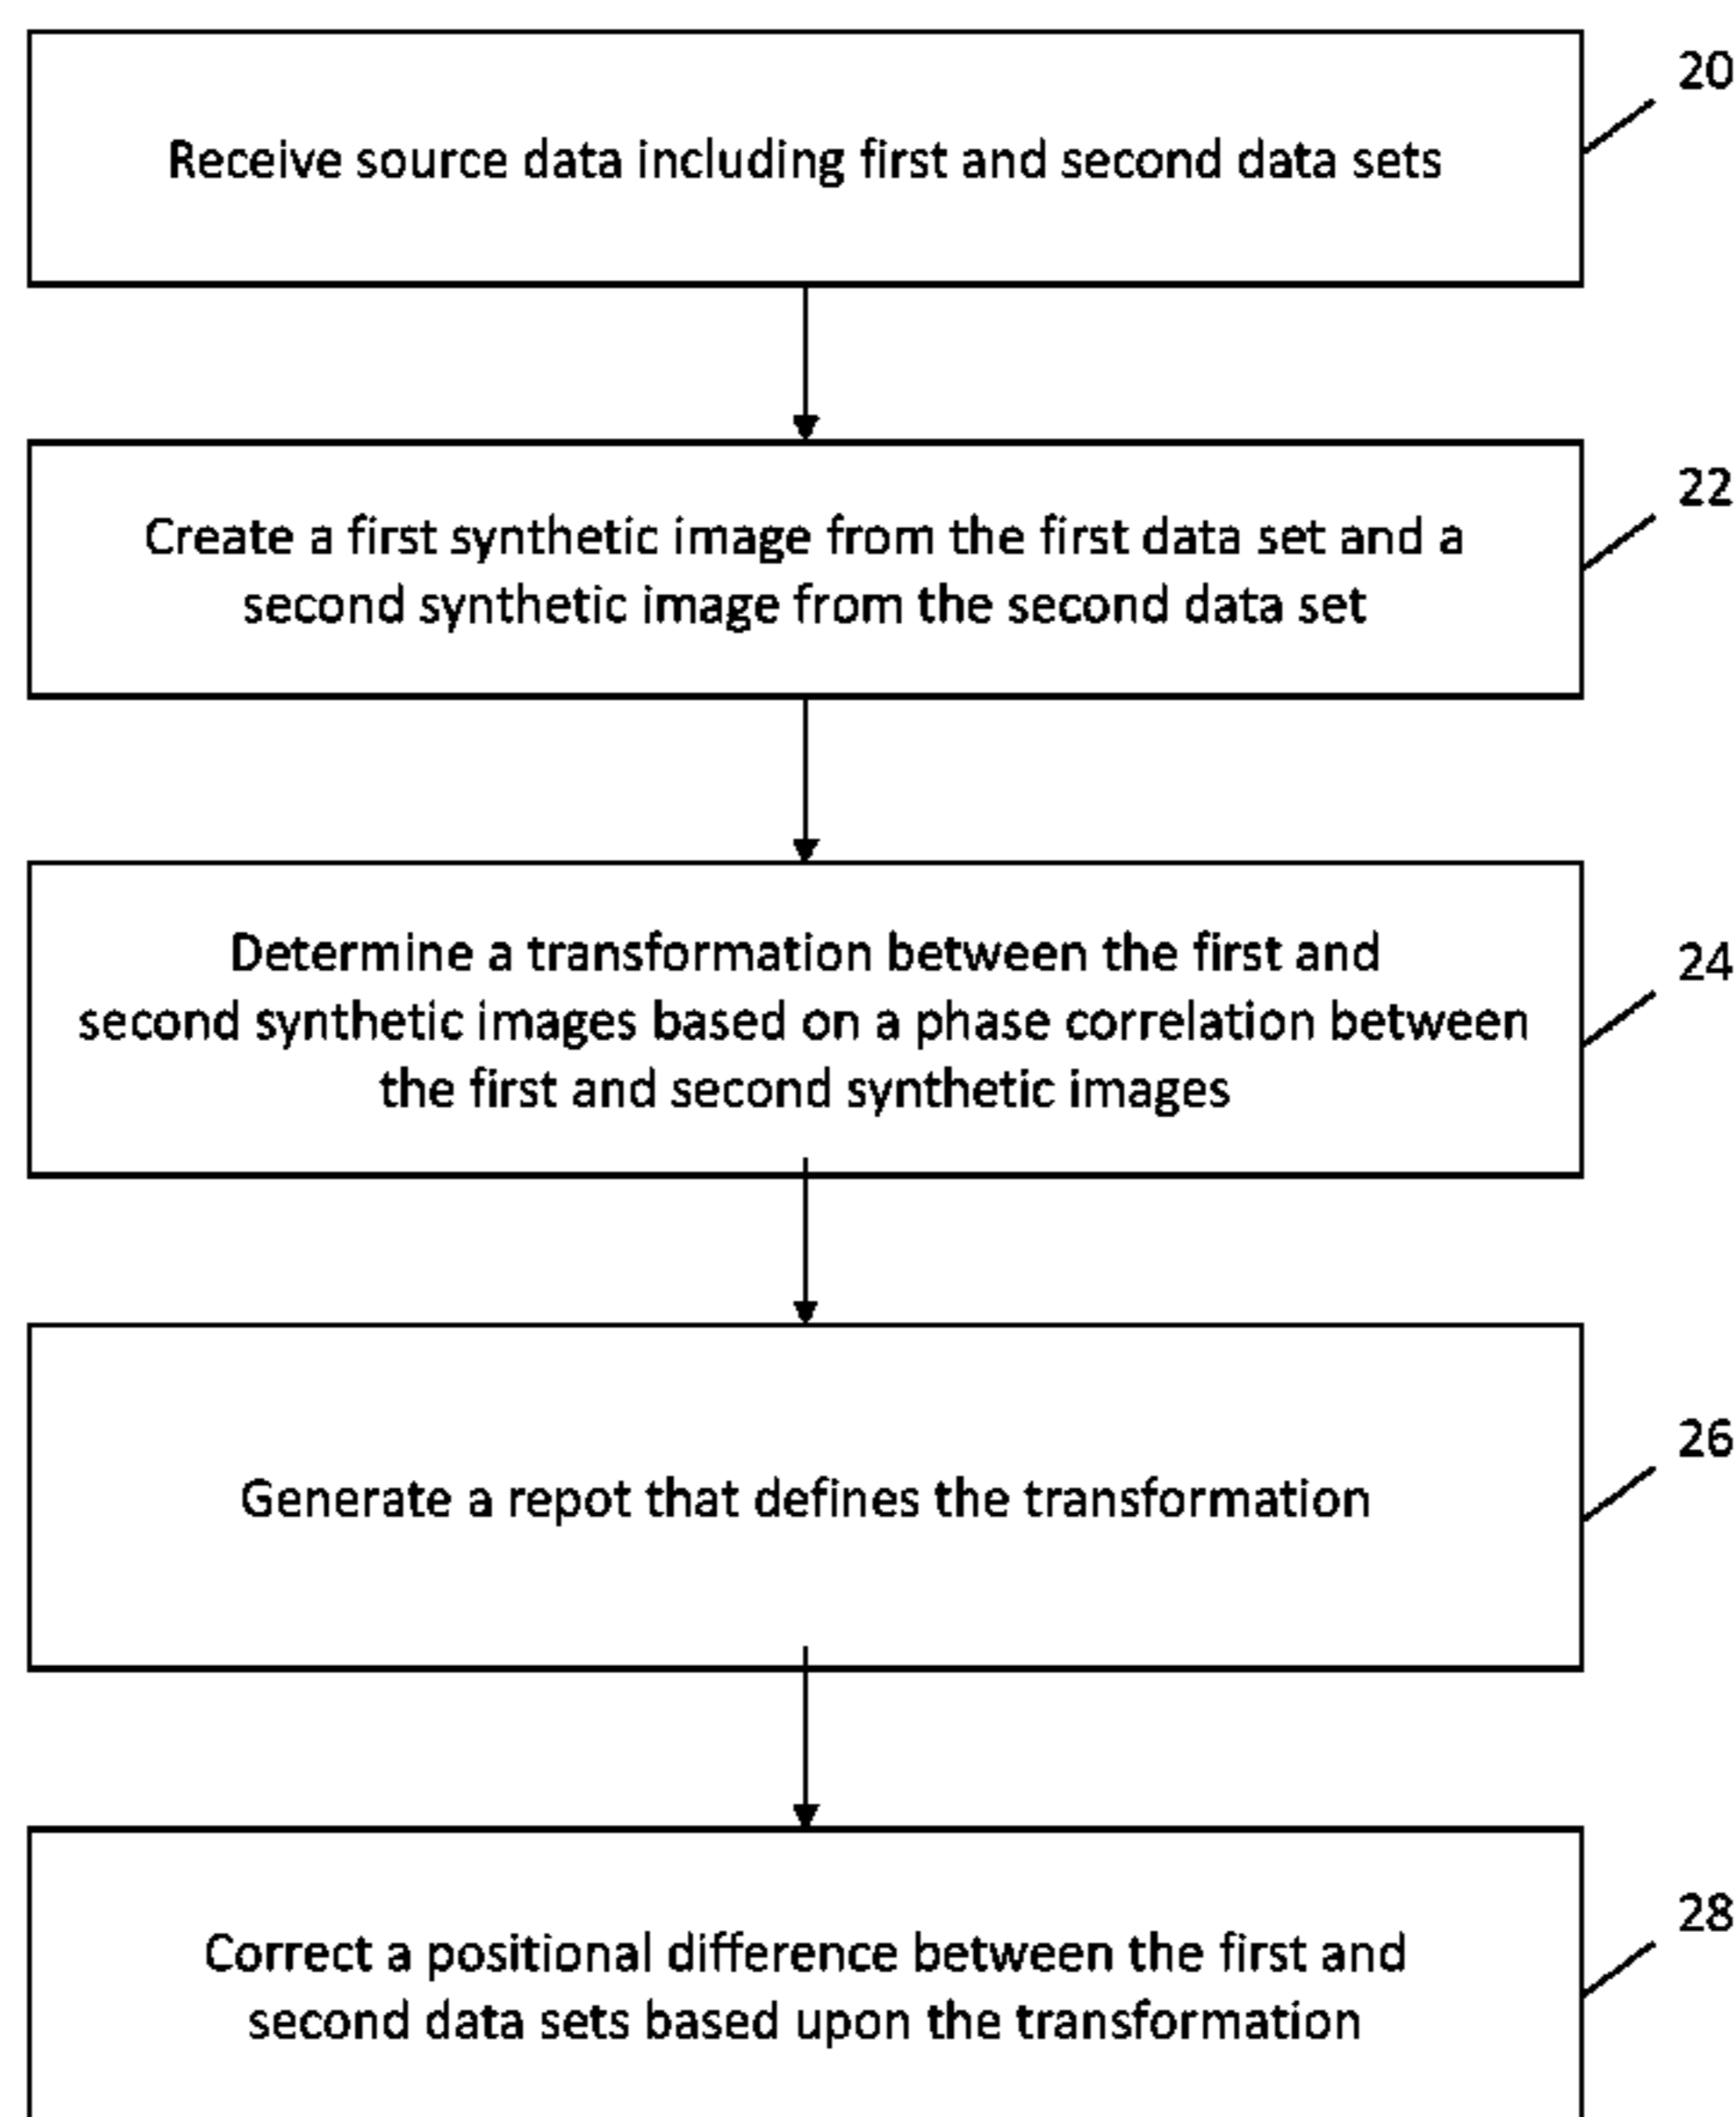 20
Receive source data including first and second data sets
22
Create a first synthetic image from the first data set and a
second synthetic image from the second data set
24
Determine a transformation between the first and
second synthetic images based on a phase correlation between
the first and second synthetic images
26
Generate a repot that defines the transformation
28
Correct a positional difference between the first and
second data sets based upon the transformation